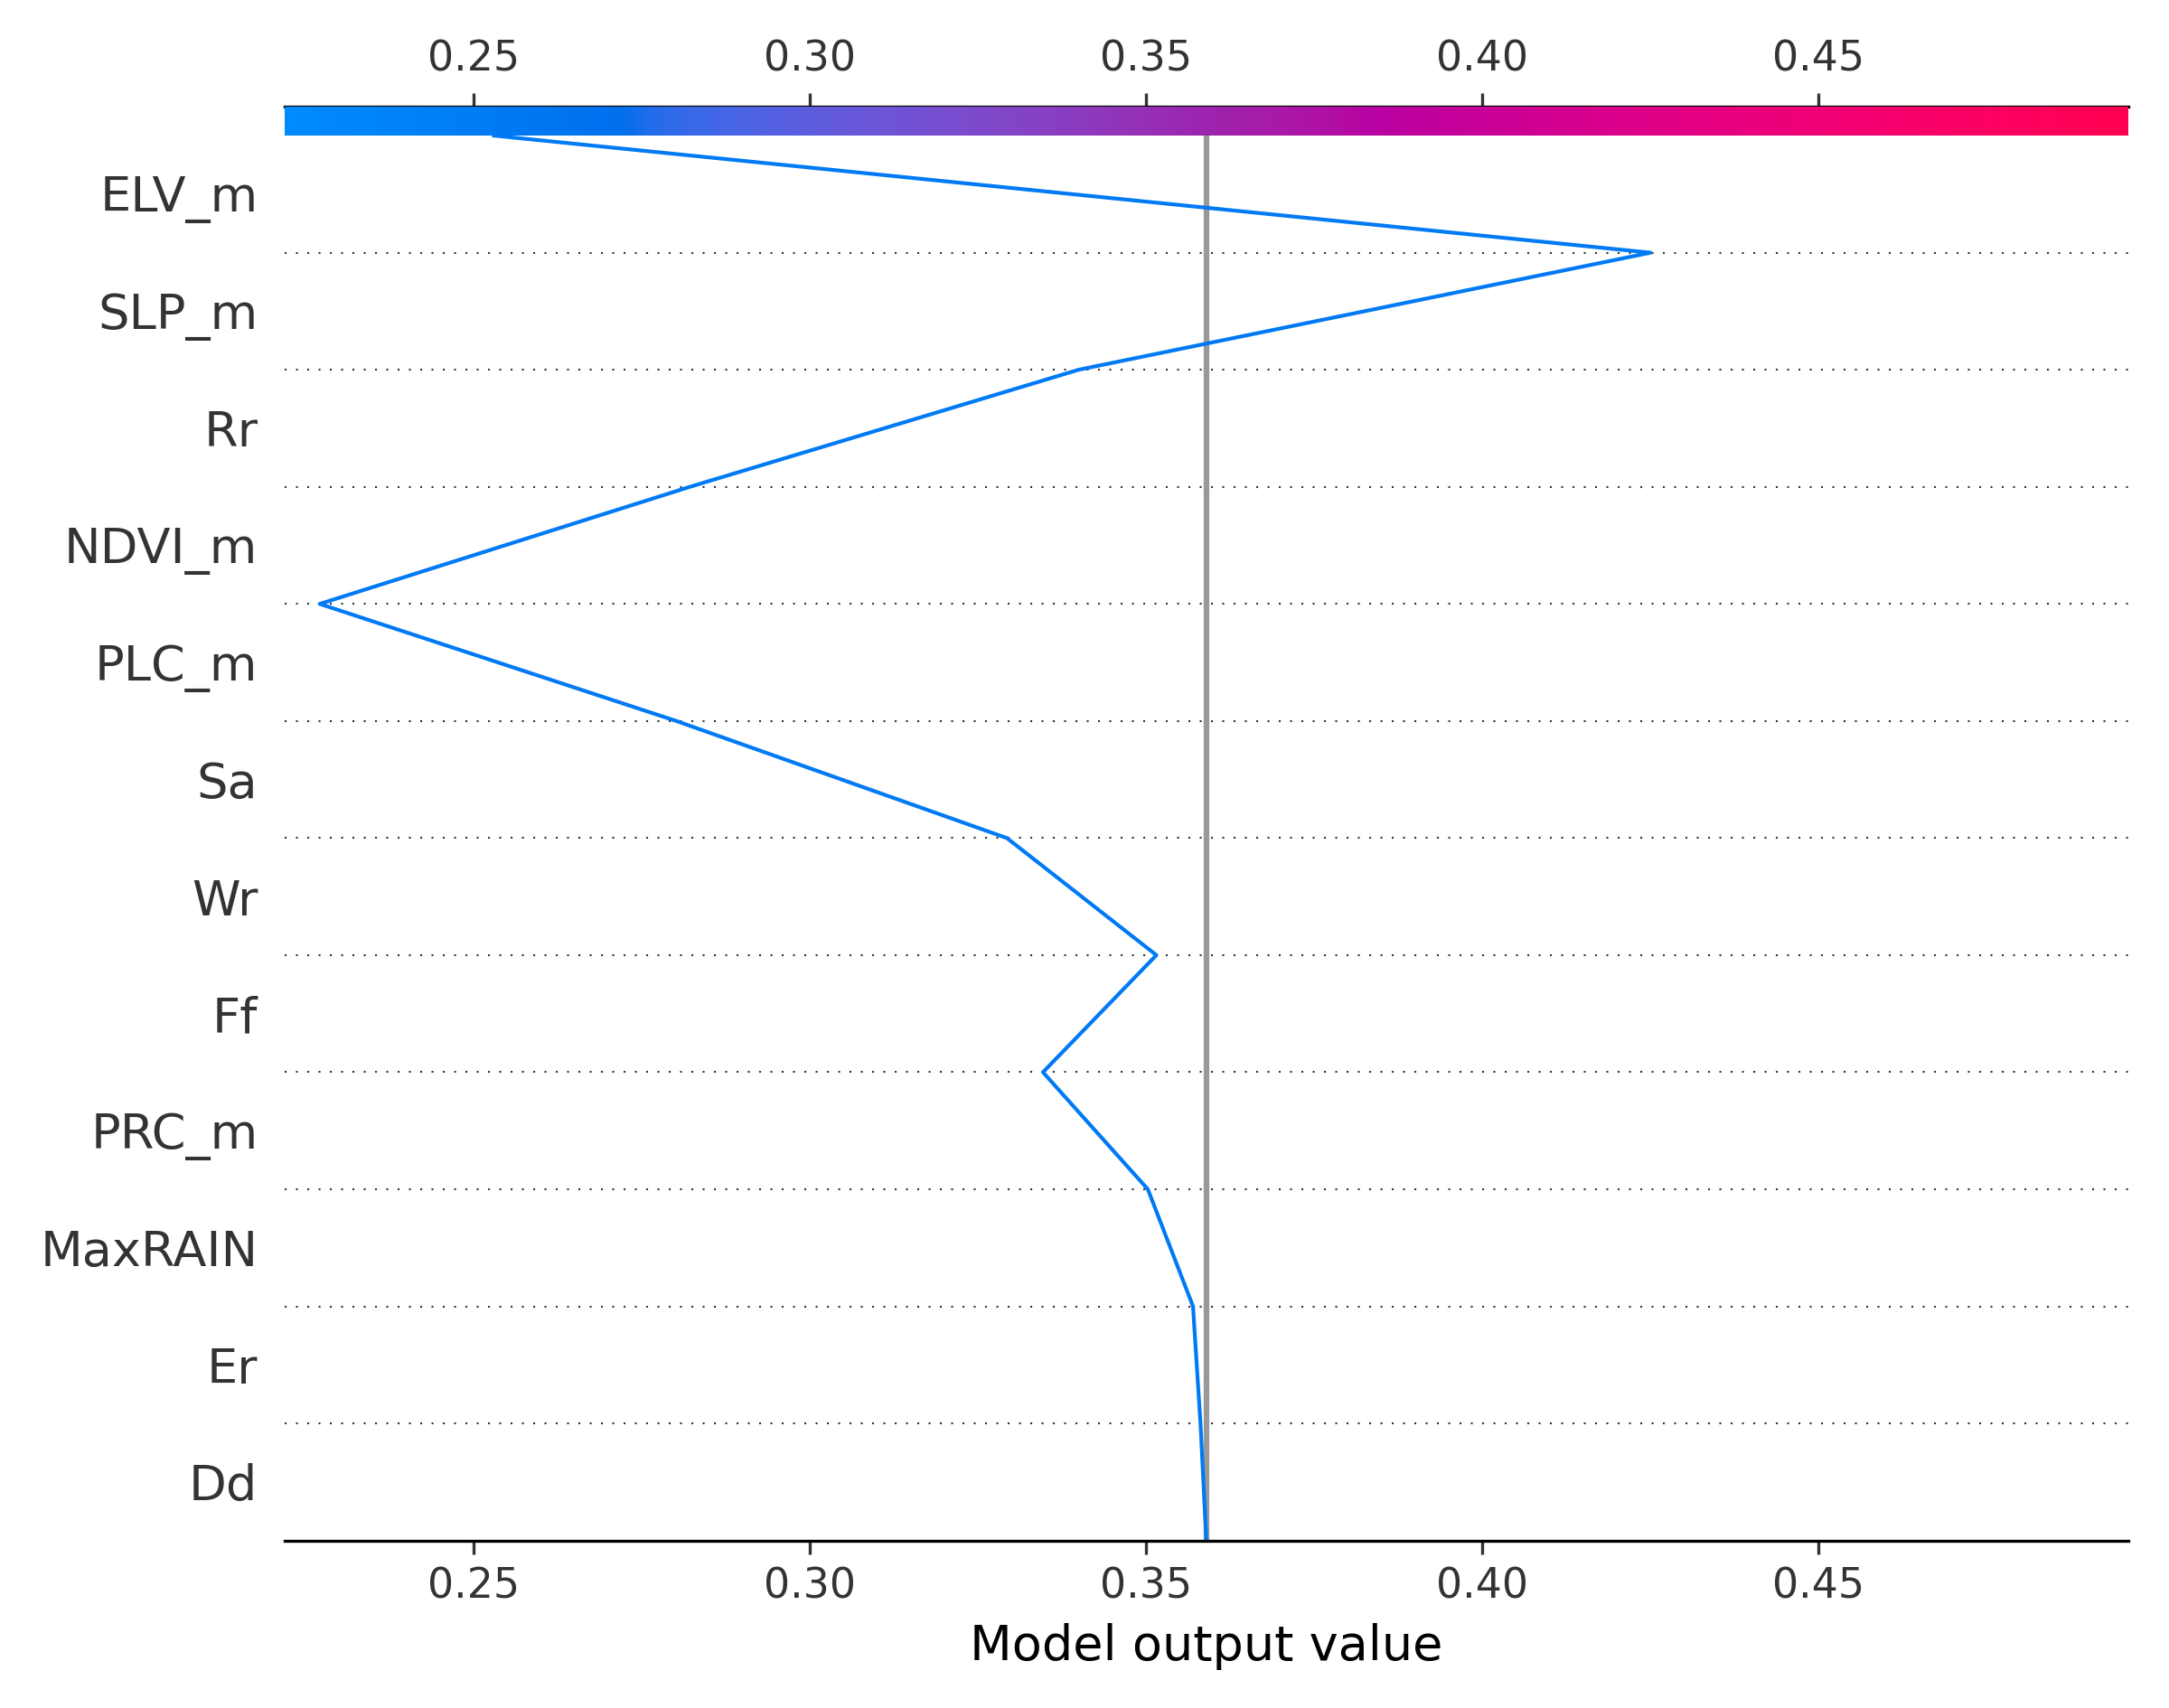 0.25 0.30 0.35 0.40 0.45
ELV_m
SLP_m
Rr
NDVI_m
PLC_m
Sa
Wr
Ff
PRC_m
MaxRAIN
Er
Dd
0.25 0.30 0.35 0.40 0.45
Model output value